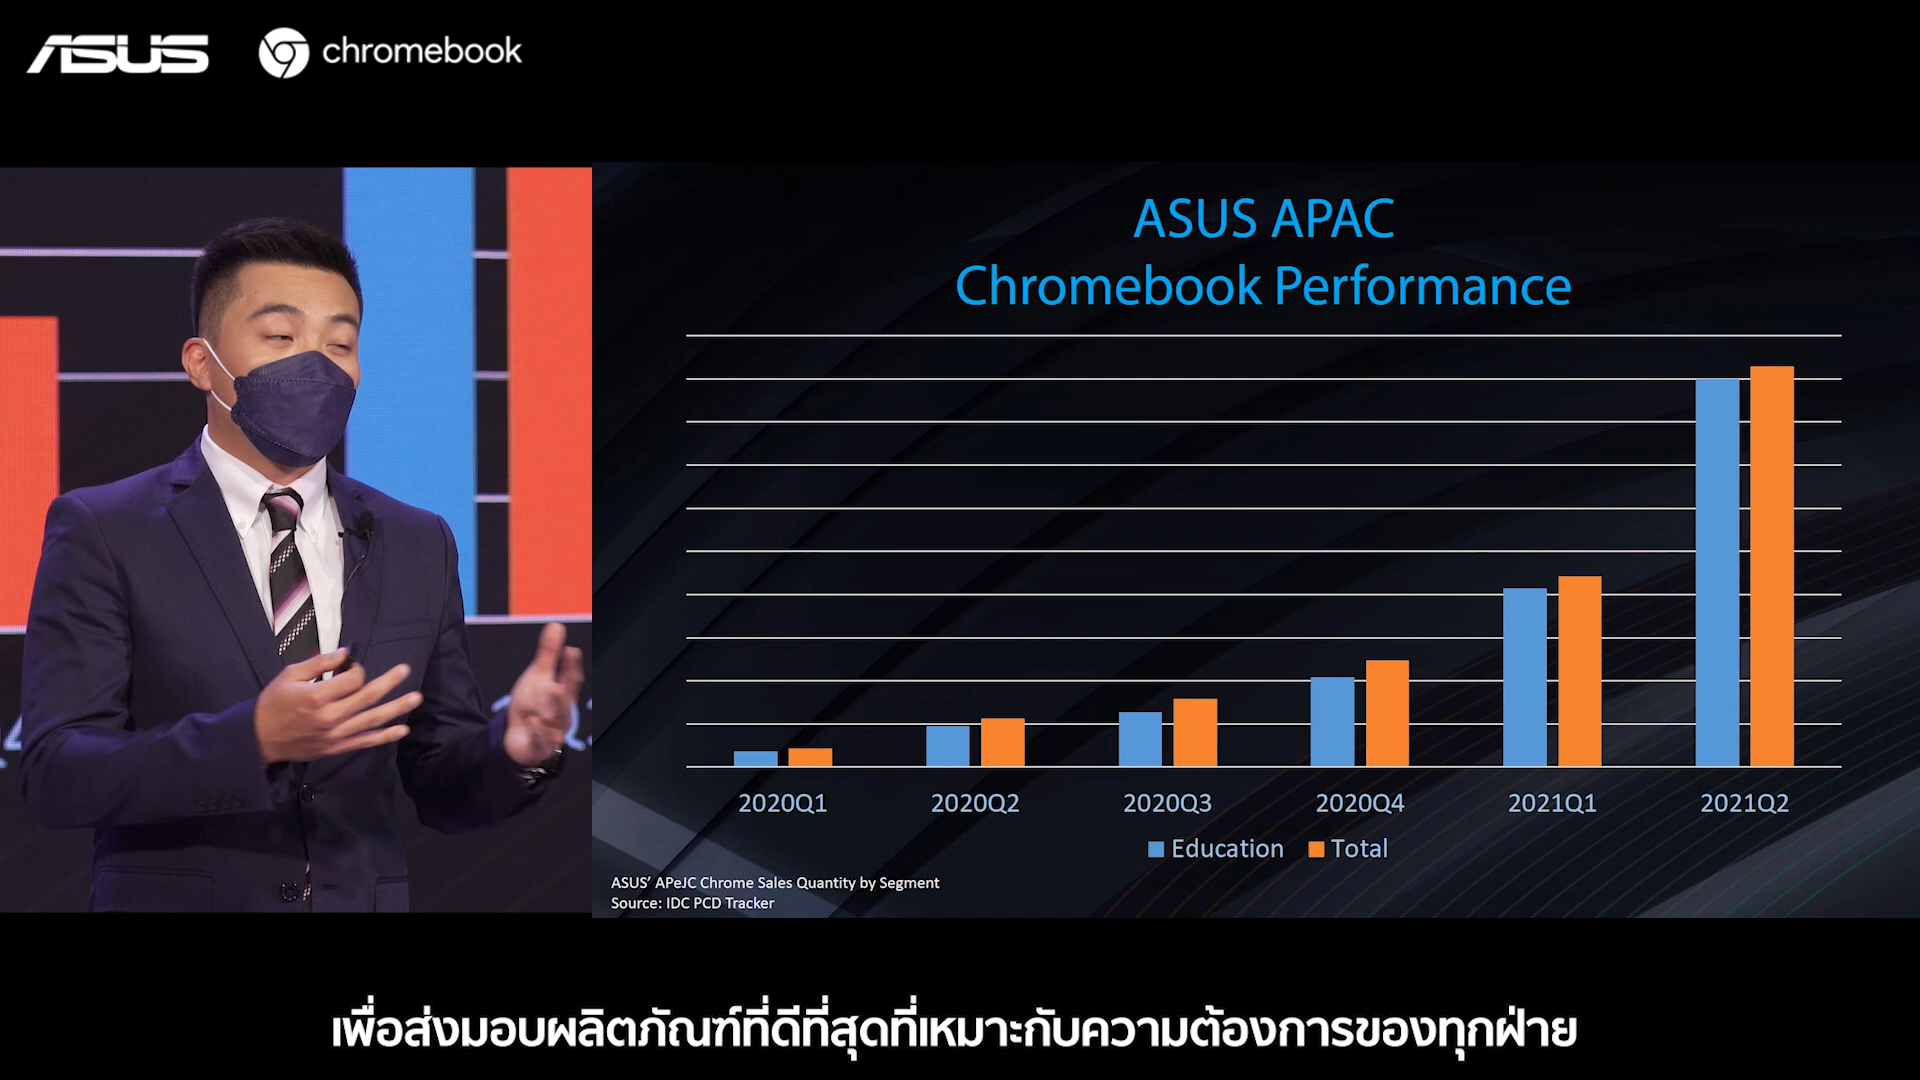 ASUS chromebook
ASUS APAC
Chromebook Performance
2020Q1 2020Q2 2020Q3 2020Q4 2021Q1 2021Q2
Education Total
ASUS’ APeJC Chrome Sales Quantity by Segment
Source: IDC PCD Tracker
เพื่อส่งมอบผลิตภัณฑ์ที่ดีที่สุดที่เหมาะกับความต้องการของทุกฝ่าย